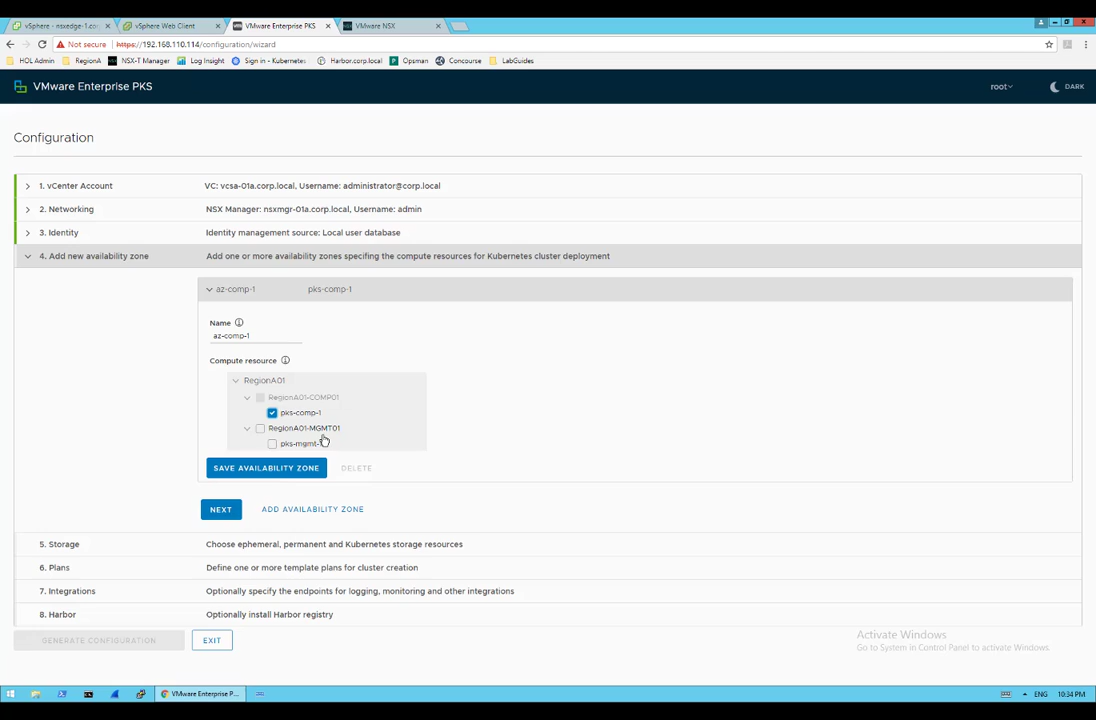 vSphere - nsxedge-1.co
vSphere Web Client
VMware Enterprise PKS
VMware NSX
Not secure https://192.168.110.114/configuration/wizard
HOL Admin RegionA NSX-T Manager Log Insight Sign in - Kubernetes Harbor.corp.local Opsman Concourse LabGuides
VMware Enterprise PKS
root
DARK
Configuration
1. vCenter Account VC: vcsa-01a.corp.local, Username: administrator@corp.local
2. Networking NSX Manager: nsxmgr-01a.corp.local, Username: admin
3. Identity Identity management source: Local user database
4. Add new availability zone Add one or more availability zones specifing the compute resources for Kubernetes cluster deployment
az-comp-1 pks-comp-1
Name
az-comp-1
Compute resource
RegionA01
RegionA01-COMP01
pks-comp-1
RegionA01-MGMT01
pks-mgmt-
SAVE AVAILABILITY ZONE DELETE
NEXT ADD AVAILABILITY ZONE
5. Storage Choose ephemeral, permanent and Kubernetes storage resources
6. Plans Define one or more template plans for cluster creation
7. Integrations Optionally specify the endpoints for logging, monitoring and other integrations
8. Harbor Optionally install Harbor registry
GENERATE CONFIGURATION EXIT
Activate Windows
Go to System in Control Panel to activate Windows.
VMware Enterprise P...
ENG 10:34 PM